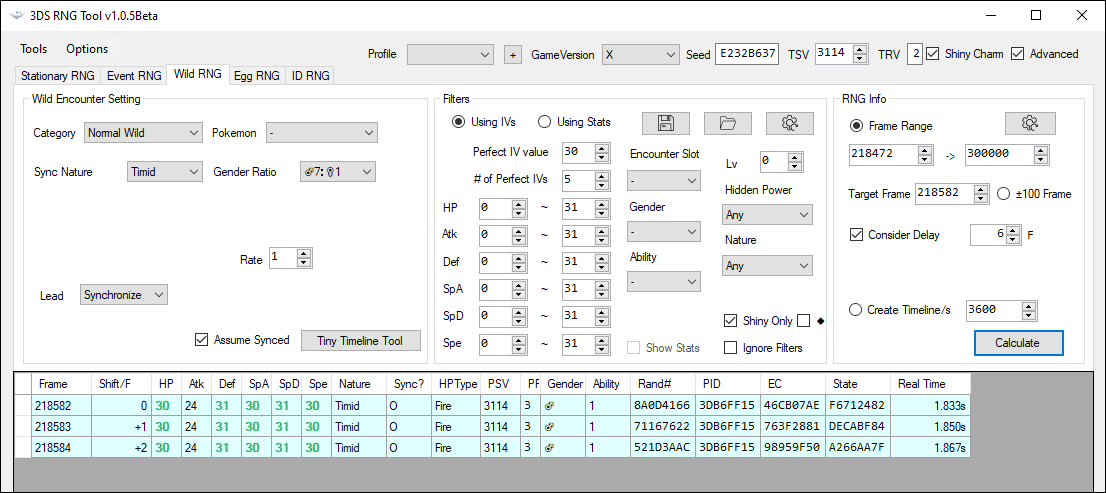 3DS RNG Tool v1.0.5Beta
Tools Options
Profile + GameVersion X Seed E232B637 TSV 3114 TRV 2 Shiny Charm Advanced
Stationary RNG Event RNG Wild RNG Egg RNG ID RNG
Wild Encounter Setting
Category Normal Wild Pokemon -
Sync Nature Timid Gender Ratio ♂7:♀1
Rate 1
Lead Synchronize
Assume Synced Tiny Timeline Tool
Filters
Using IVs Using Stats
Perfect IV value 30
# of Perfect IVs 5
HP 0 ~ 31
Atk 0 ~ 31
Def 0 ~ 31
SpA 0 ~ 31
SpD 0 ~ 31
Spe 0 ~ 31
Encounter Slot
-
Gender
-
Ability
-
Lv 0
Hidden Power
Any
Nature
Any
Shiny Only ◆
Show Stats Ignore Filters
RNG Info
Frame Range
218472 -> 300000
Target Frame 218582 ±100 Frame
Consider Delay 6 F
Create Timeline/s 3600
Calculate
Frame Shift/F HP Atk Def SpA SpD Spe Nature Sync? HPType PSV Gender Ability Rand# PID EC State Real Time
218582 0 30 24 31 30 31 30 Timid O Fire 3114 3 ♂ 1 8A0D4166 3DB6FF15 46CB07AE F6712482 1.833s
218583 +1 30 24 31 30 31 30 Timid O Fire 3114 3 ♂ 1 71167622 3DB6FF15 763F2881 DECABF84 1.850s
218584 +2 30 24 31 30 31 30 Timid O Fire 3114 3 ♂ 1 521D3AAC 3DB6FF15 98959F50 A266AA7F 1.867s